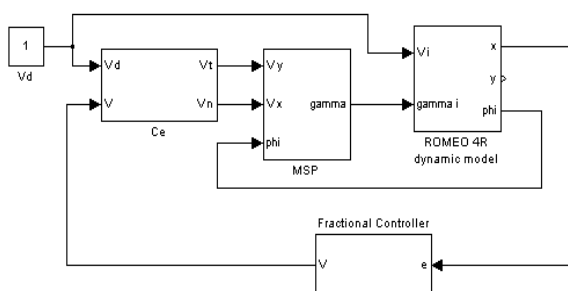 1
Vd
Vd
V
Vt
Vn
Ce
Vy
Vx
phi
gamma
MSP
Vi
gamma i
x
y
phi
ROMEO 4R
dynamic model
Fractional Controller
V
e